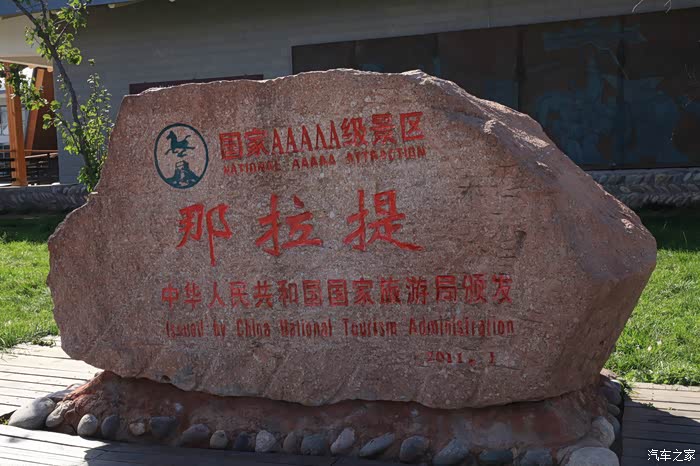 国家AAAAA级景区
NATIONAL AAAAA ATTRACTION
那拉提
中华人民共和国国家旅游局颁发
Issued by China National Tourism Administration
2011.1
汽车之家